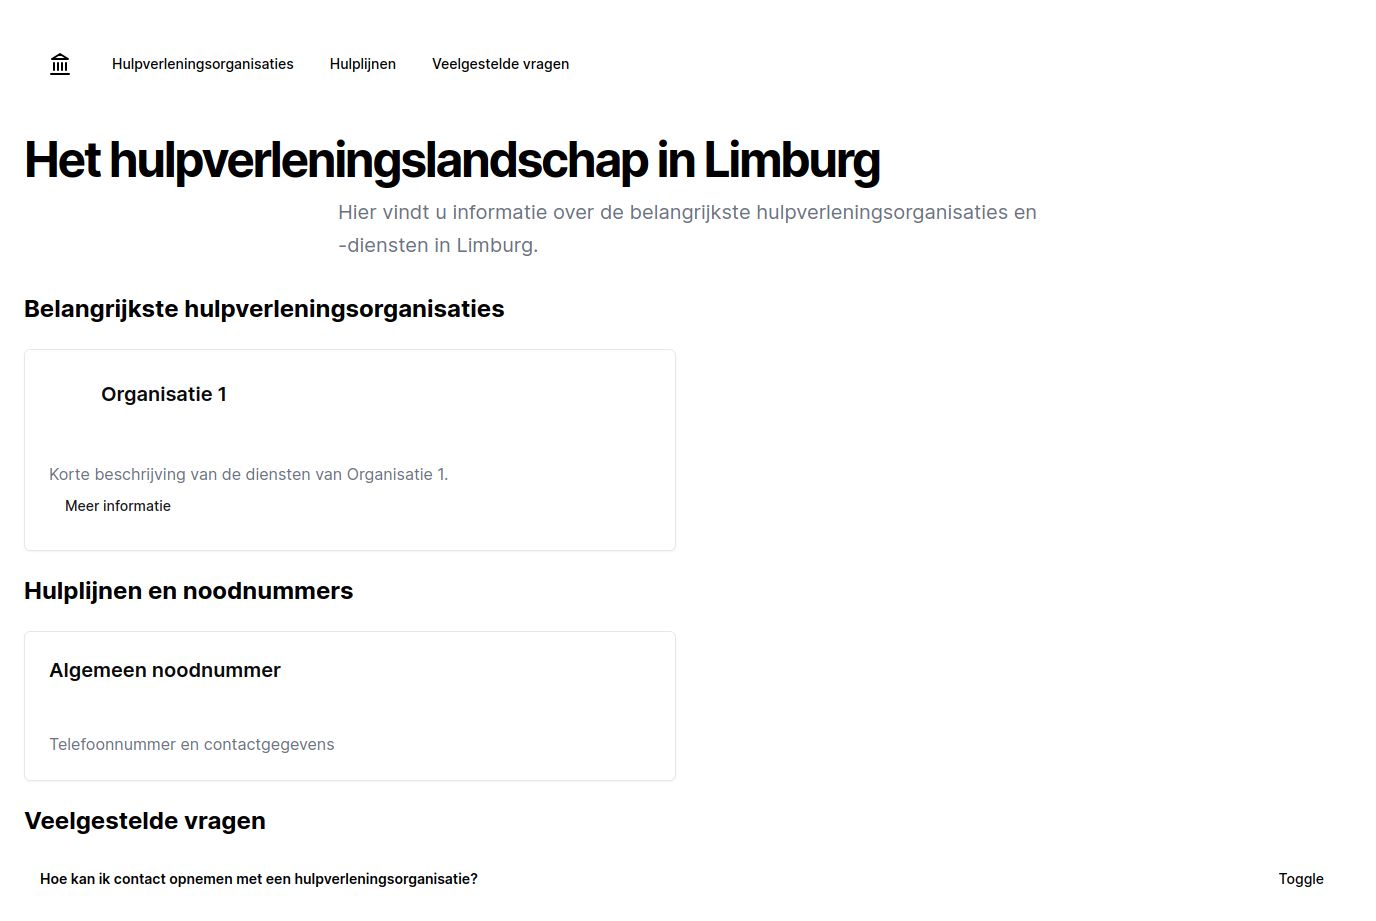 Hulpverleningsorganisaties Hulplijnen Veelgestelde vragen
Het hulpverleningslandschap in Limburg
Hier vindt u informatie over de belangrijkste hulpverleningsorganisaties en
-diensten in Limburg.
Belangrijkste hulpverleningsorganisaties
Organisatie 1
Korte beschrijving van de diensten van Organisatie 1.
Meer informatie
Hulplijnen en noodnummers
Algemeen noodnummer
Telefoonnummer en contactgegevens
Veelgestelde vragen
Hoe kan ik contact opnemen met een hulpverleningsorganisatie? Toggle